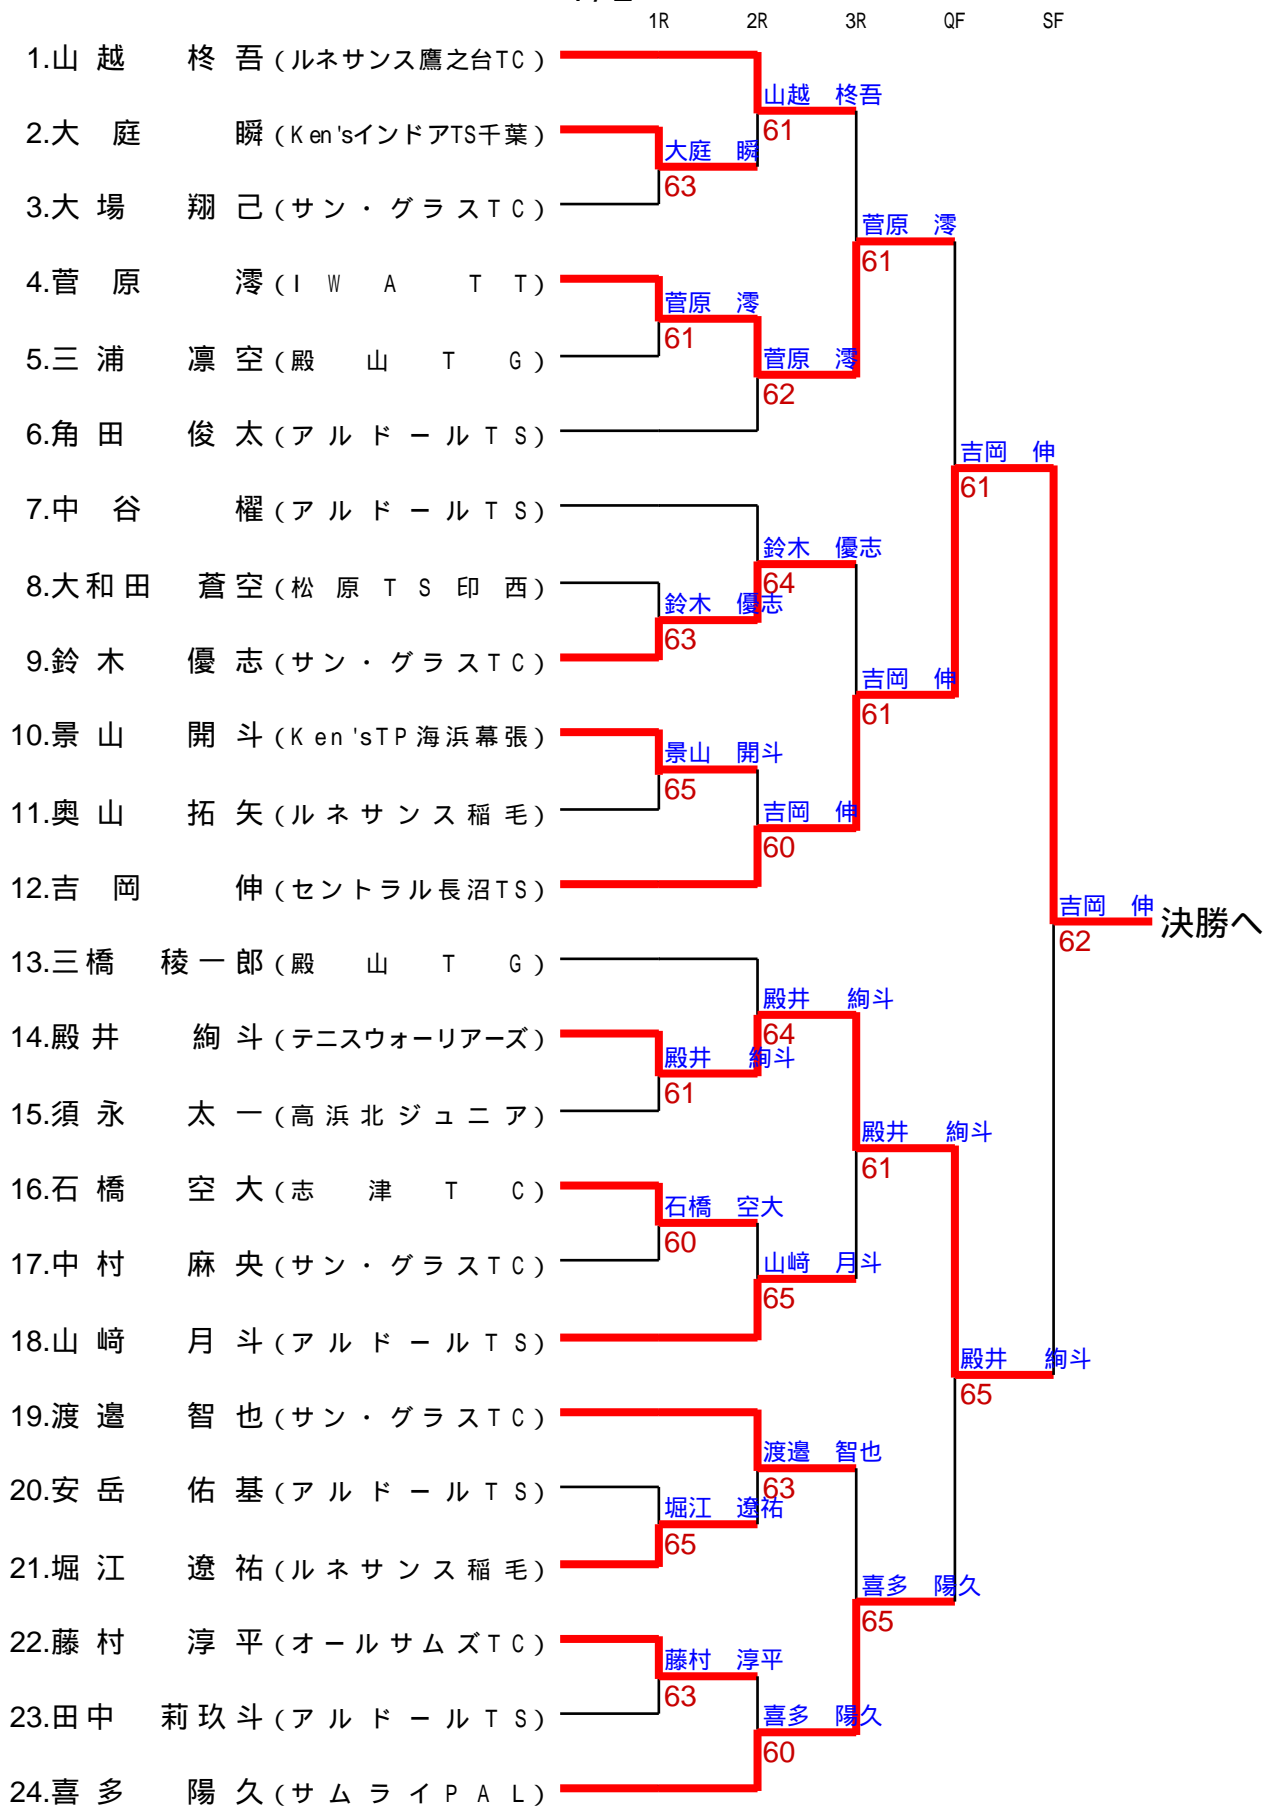 1R 2R 3R QF SF
1.山越 柊吾(ルネサンス鷹之台TC)
山越 柊吾
61
2.大庭 瞬(Ken'sインドアTS千葉)
大庭 瞬
63
3.大場 翔己(サン・グラスTC)
菅原 澪
61
4.菅原 澪(IWA TT)
菅原 澪
61
5.三浦 凛空(殿山TG)
菅原 澪
62
6.角田 俊太(アルドールTS)
吉岡 伸
61
7.中谷 櫂(アルドールTS)
鈴木 優志
64
8.大和田 蒼空(松原TS印西)
鈴木 優志
63
9.鈴木 優志(サン・グラスTC)
吉岡 伸
61
10.景山 開斗(Ken'sTP海浜幕張)
景山 開斗
65
11.奥山 拓矢(ルネサンス稲毛)
吉岡 伸
60
12.吉岡 伸(セントラル長沼TS)
吉岡 伸
62
決勝へ
13.三橋 稜一郎(殿山TG)
殿井 絢斗
64
14.殿井 絢斗(テニスウォーリアーズ)
殿井 絢斗
61
15.須永 太一(高浜北ジュニア)
殿井 絢斗
61
16.石橋 空大(志津TC)
石橋 空大
60
17.中村 麻央(サン・グラスTC)
山﨑 月斗
65
18.山﨑 月斗(アルドールTS)
殿井 絢斗
65
19.渡邉 智也(サン・グラスTC)
渡邉 智也
63
20.安岳 佑基(アルドールTS)
堀江 遼祐
65
21.堀江 遼祐(ルネサンス稲毛)
喜多 陽久
65
22.藤村 淳平(オールサムズTC)
藤村 淳平
63
23.田中 莉玖斗(アルドールTS)
喜多 陽久
60
24.喜多 陽久(サムライPAL)